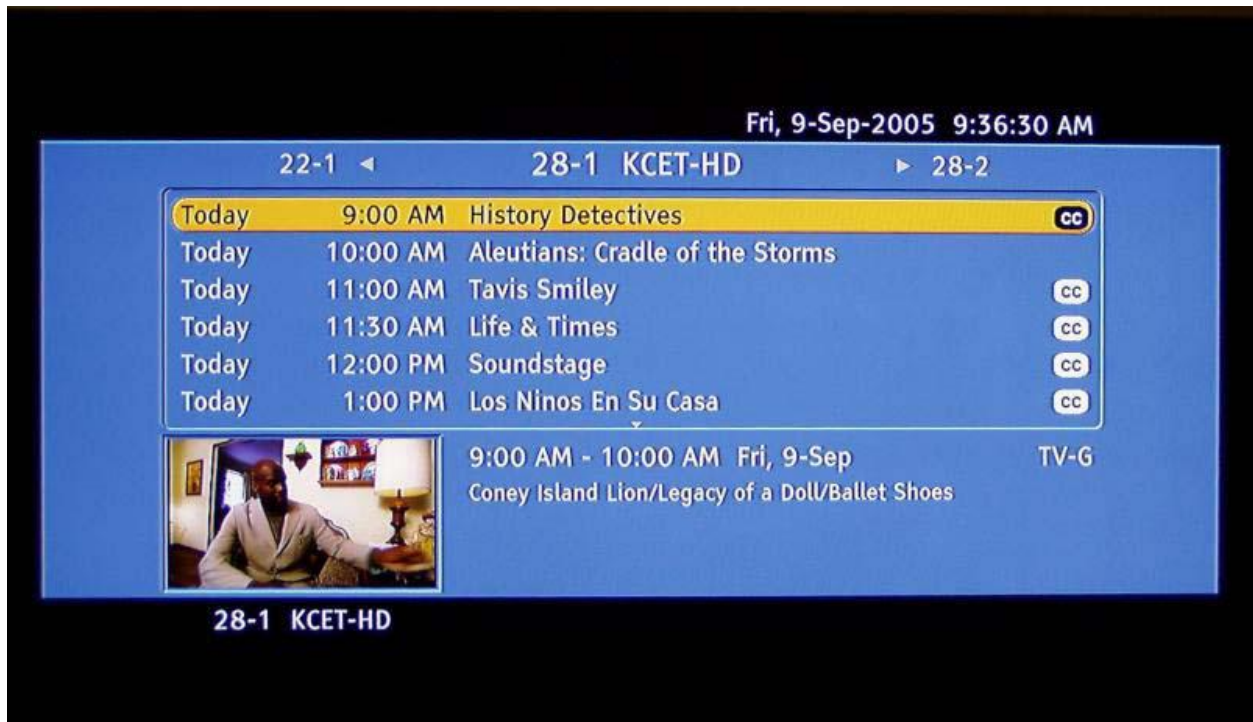 Fri, 9-Sep-2005 9:36:30 AM
22-1 ◄ 28-1 KCET-HD ► 28-2
Today 9:00 AM History Detectives CC
Today 10:00 AM Aleutians: Cradle of the Storms
Today 11:00 AM Tavis Smiley CC
Today 11:30 AM Life & Times CC
Today 12:00 PM Soundstage CC
Today 1:00 PM Los Ninos En Su Casa CC
9:00 AM - 10:00 AM Fri, 9-Sep TV-G
Coney Island Lion/Legacy of a Doll/Ballet Shoes
28-1 KCET-HD